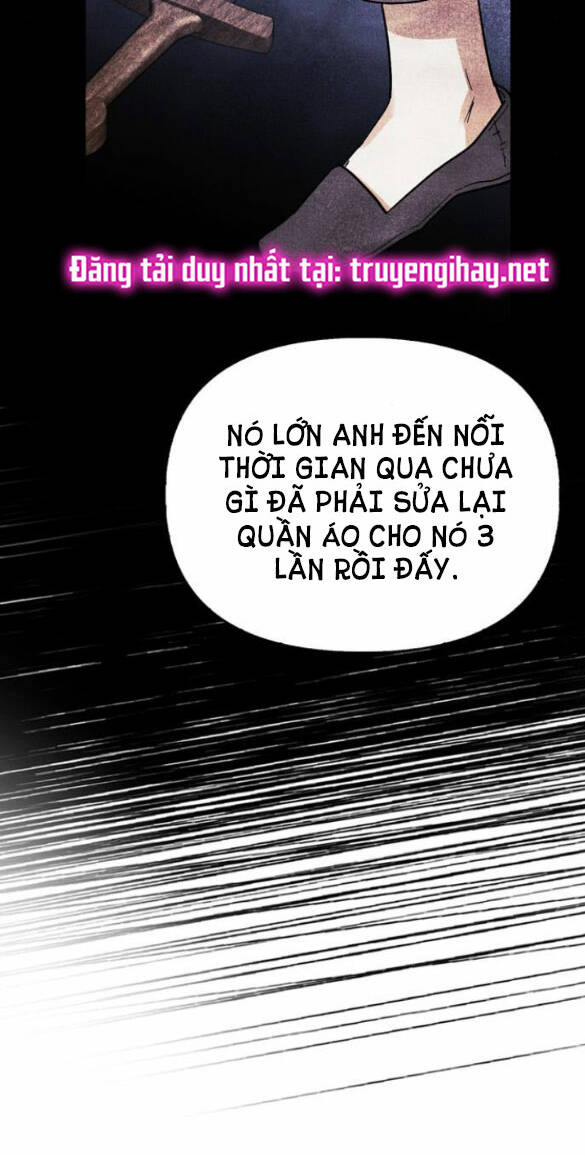 Đăng tải duy nhất tại: truyengihay.net
NÓ LỚN ANH ĐẾN NỖI
THỜI GIAN QUA CHƯA
GÌ ĐÃ PHẢI SỬA LẠI
QUẦN ÁO CHO NÓ 3
LẦN RỒI ĐẤY.